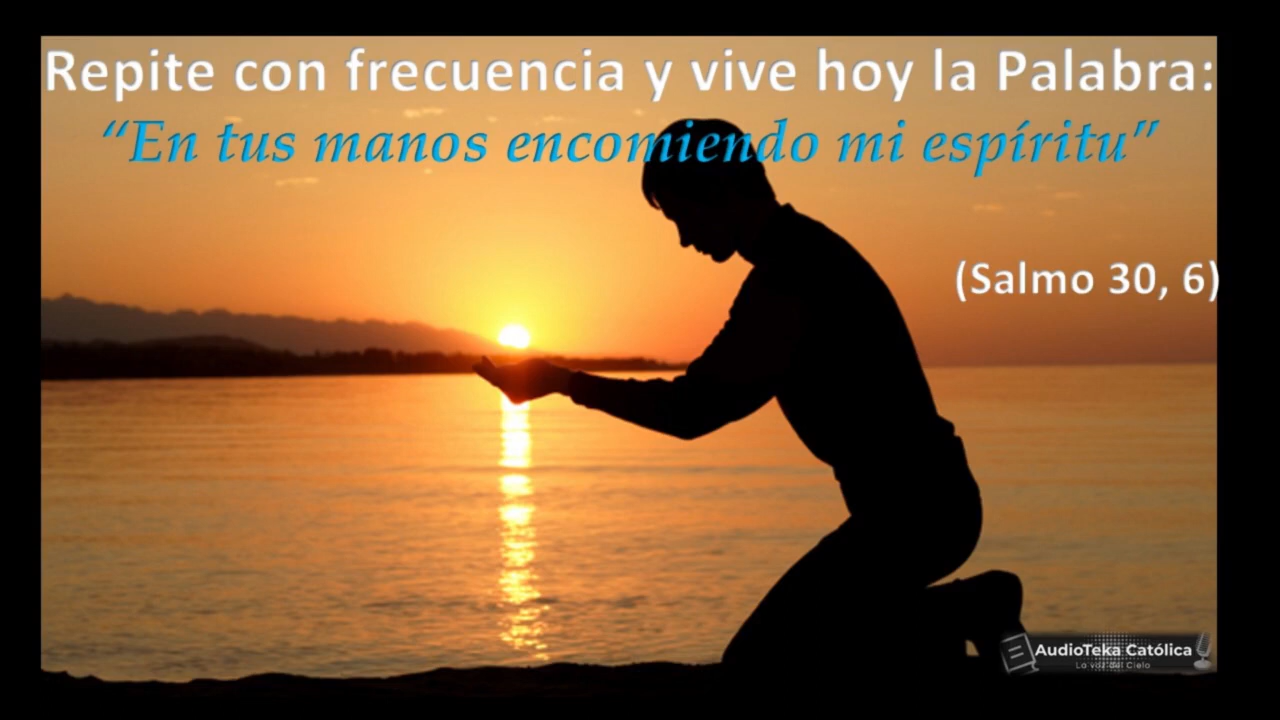 Repite con frecuencia y vive hoy la Palabra:
“En tus manos encomiendo mi espíritu”
(Salmo 30, 6)
AudioTeka Católica
La voz del Cielo